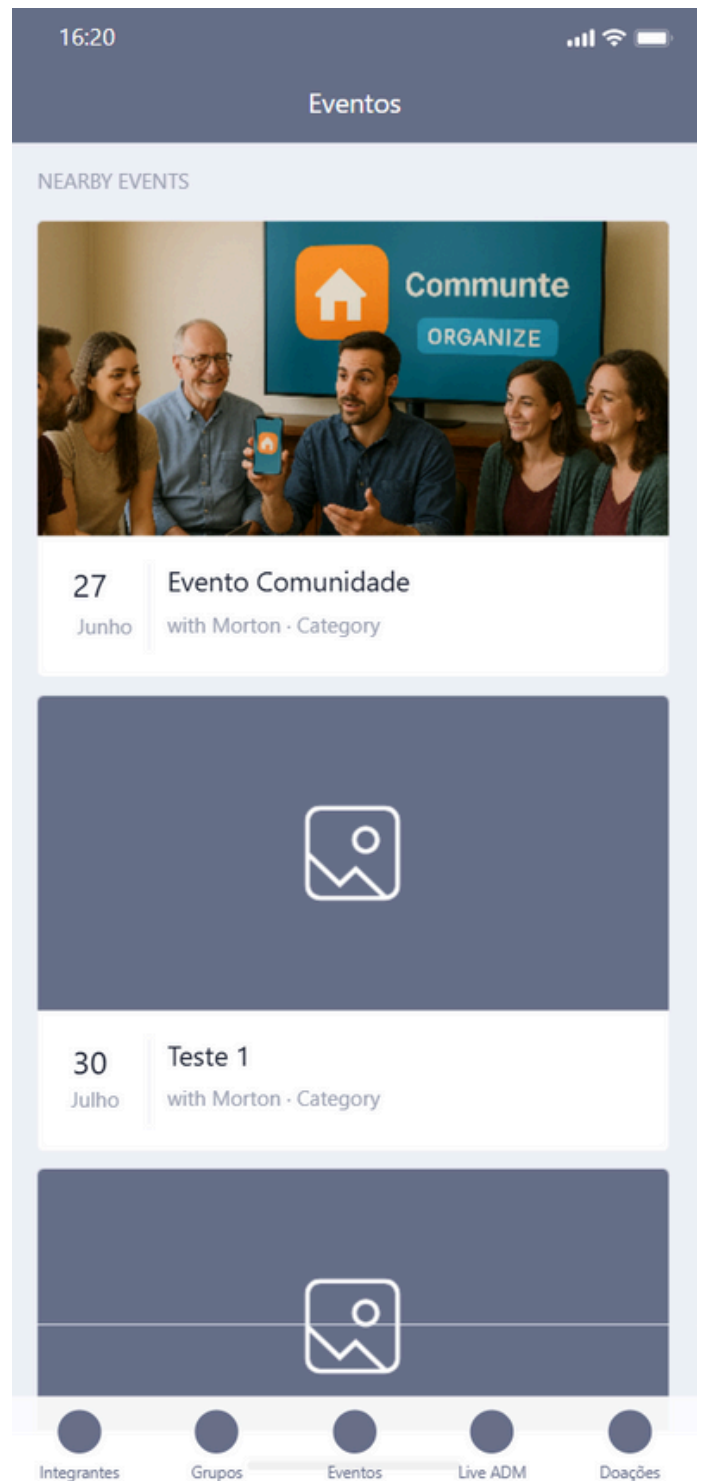 16:20
Eventos
NEARBY EVENTS
Communte
ORGANIZE
27
Evento Comunidade
Junho
with Morton · Category
30
Teste 1
Julho
with Morton · Category
Integrantes
Grupos
Eventos
Live ADM
Doações